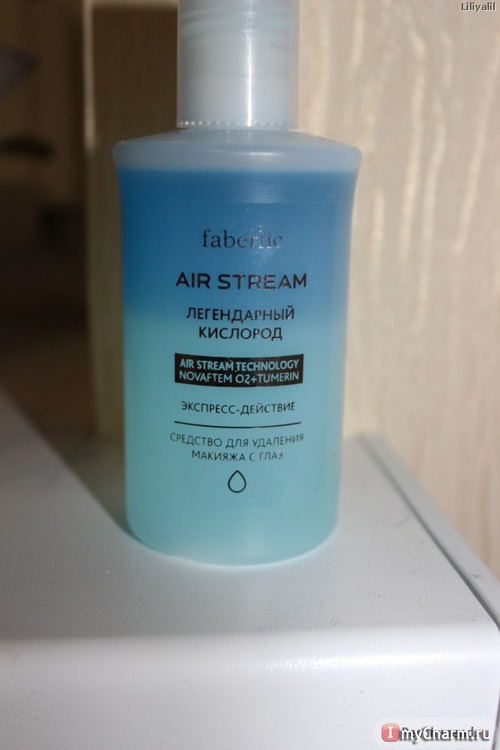 Liliyalil
faberlic
AIR STREAM
ЛЕГЕНДАРНЫЙ
КИСЛОРОД
AIR STREAM TECHNOLOGY
NOVAFTEM O2+TUMERIN
ЭКСПРЕСС-ДЕЙСТВИЕ
СРЕДСТВО ДЛЯ УДАЛЕНИЯ
МАКИЯЖА С ГЛАЗ
myCharm.ru